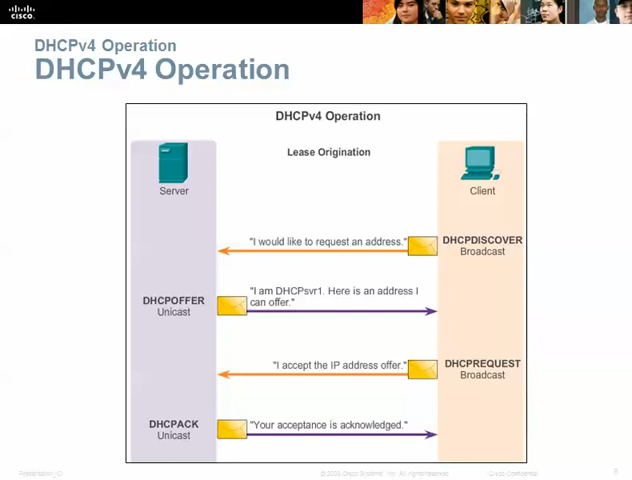 CISCO.
DHCPv4 Operation
DHCPv4 Operation
DHCPv4 Operation
Lease Origination
Server
Client
"I would like to request an address."
DHCPDISCOVER
Broadcast
"I am DHCPsvr1. Here is an address I
can offer."
DHCPOFFER
Unicast
"I accept the IP address offer."
DHCPREQUEST
Broadcast
DHCPACK
Unicast
"Your acceptance is acknowledged."
Presentation_ID
Cisco Systems, Inc. All rights reserved.
Cisco Confidential